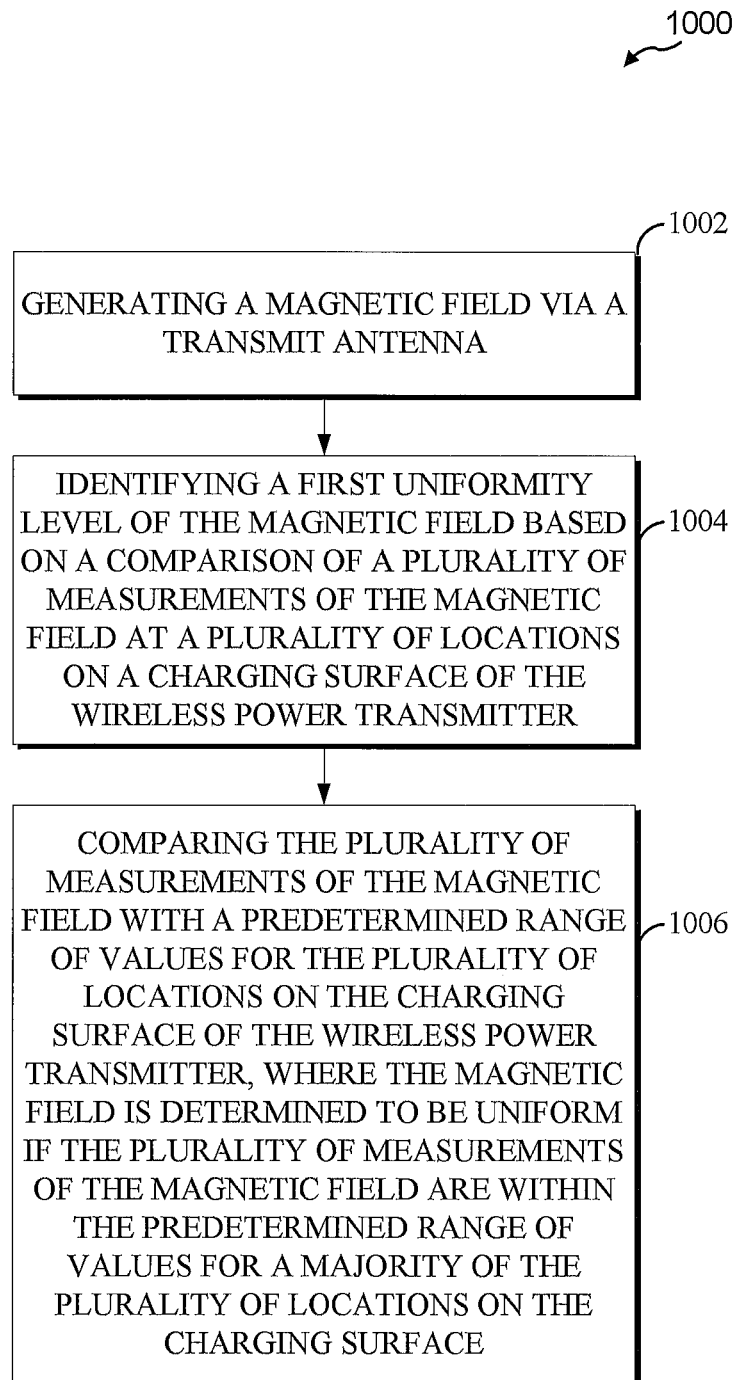 1000
1002
GENERATING A MAGNETIC FIELD VIA A
TRANSMIT ANTENNA
IDENTIFYING A FIRST UNIFORMITY
LEVEL OF THE MAGNETIC FIELD BASED
ON A COMPARISON OF A PLURALITY OF
MEASUREMENTS OF THE MAGNETIC
FIELD AT A PLURALITY OF LOCATIONS
ON A CHARGING SURFACE OF THE
WIRELESS POWER TRANSMITTER
1004
COMPARING THE PLURALITY OF
MEASUREMENTS OF THE MAGNETIC
FIELD WITH A PREDETERMINED RANGE
OF VALUES FOR THE PLURALITY OF
LOCATIONS ON THE CHARGING
SURFACE OF THE WIRELESS POWER
TRANSMITTER, WHERE THE MAGNETIC
FIELD IS DETERMINED TO BE UNIFORM
IF THE PLURALITY OF MEASUREMENTS
OF THE MAGNETIC FIELD ARE WITHIN
THE PREDETERMINED RANGE OF
VALUES FOR A MAJORITY OF THE
PLURALITY OF LOCATIONS ON THE
CHARGING SURFACE
1006